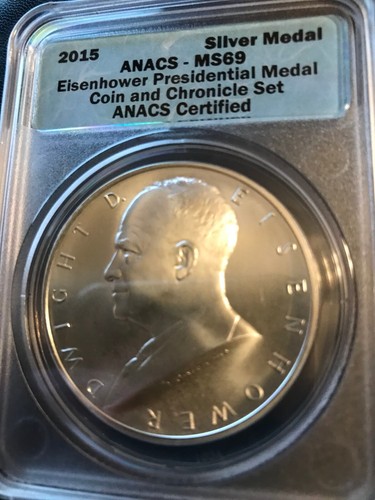 2015 Silver Medal
ANACS - MS69
Eisenhower Presidential Medal
Coin and Chronicle Set
ANACS Certified
DWIGHT D. EISENHOWER